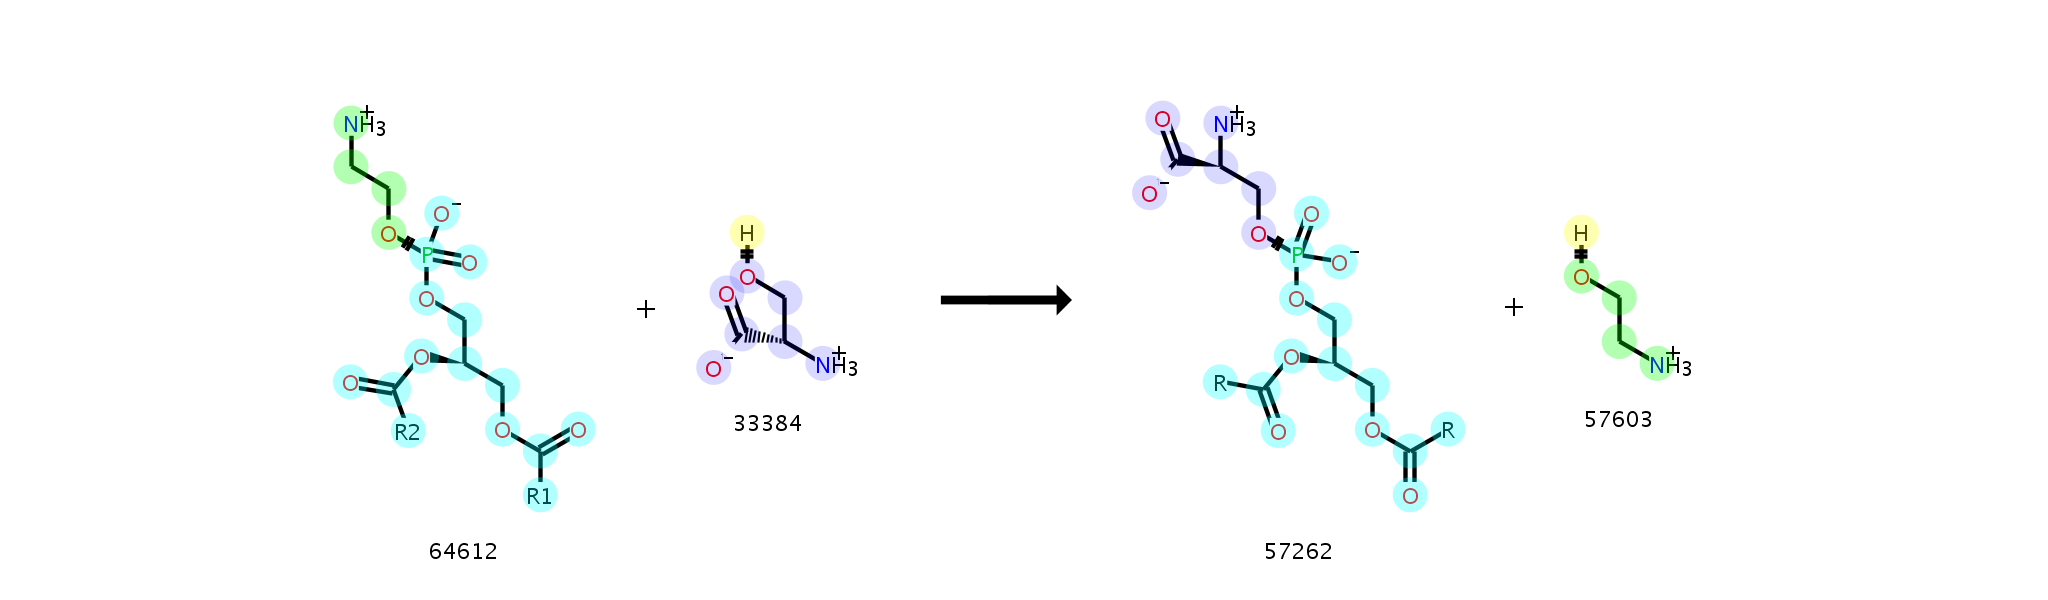 NH3+
O
O-
P
O
O
O
O
R2
O
O
R1
64612
+
H
O
O
O-
NH3+
33384
O
NH3+
O-
O
O
P
O-
O
O
R
O
O
R
O
57262
+
H
O
NH3+
57603